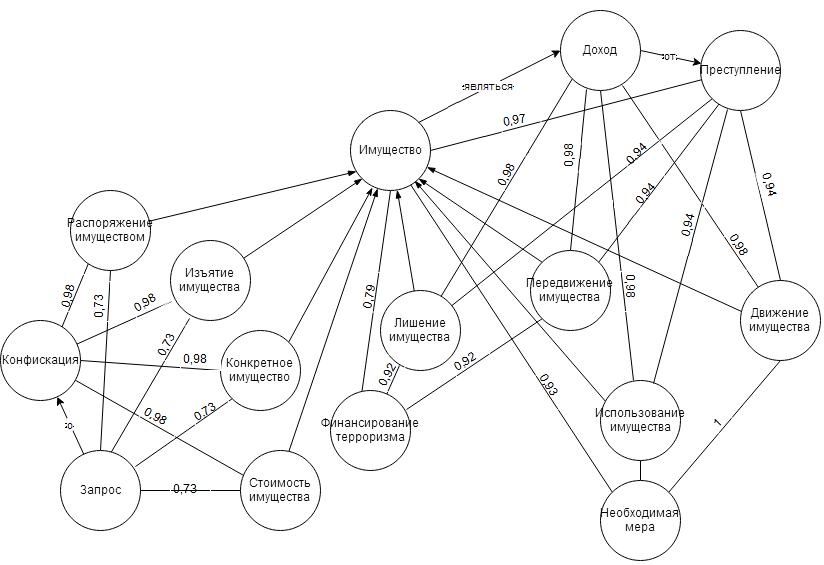 Доход
от
Преступление
являться
0,97
Имущество
0,98
0,98
0,94
0,94
0,94
0,94
Распоряжение
имуществом
Изъятие
имущества
0,98
0,98
0,73
0,79
0,98
0,98
Передвижение
имущества
Лишение
имущества
Движение
имущества
0,73
Конфискация
0,98
Конкретное
имущество
0,92
0,92
0,93
0,98
0,73
о
Финансирование
терроризма
Использование
имущества
1
Запрос
0,73
Стоимость
имущества
Необходимая
мера